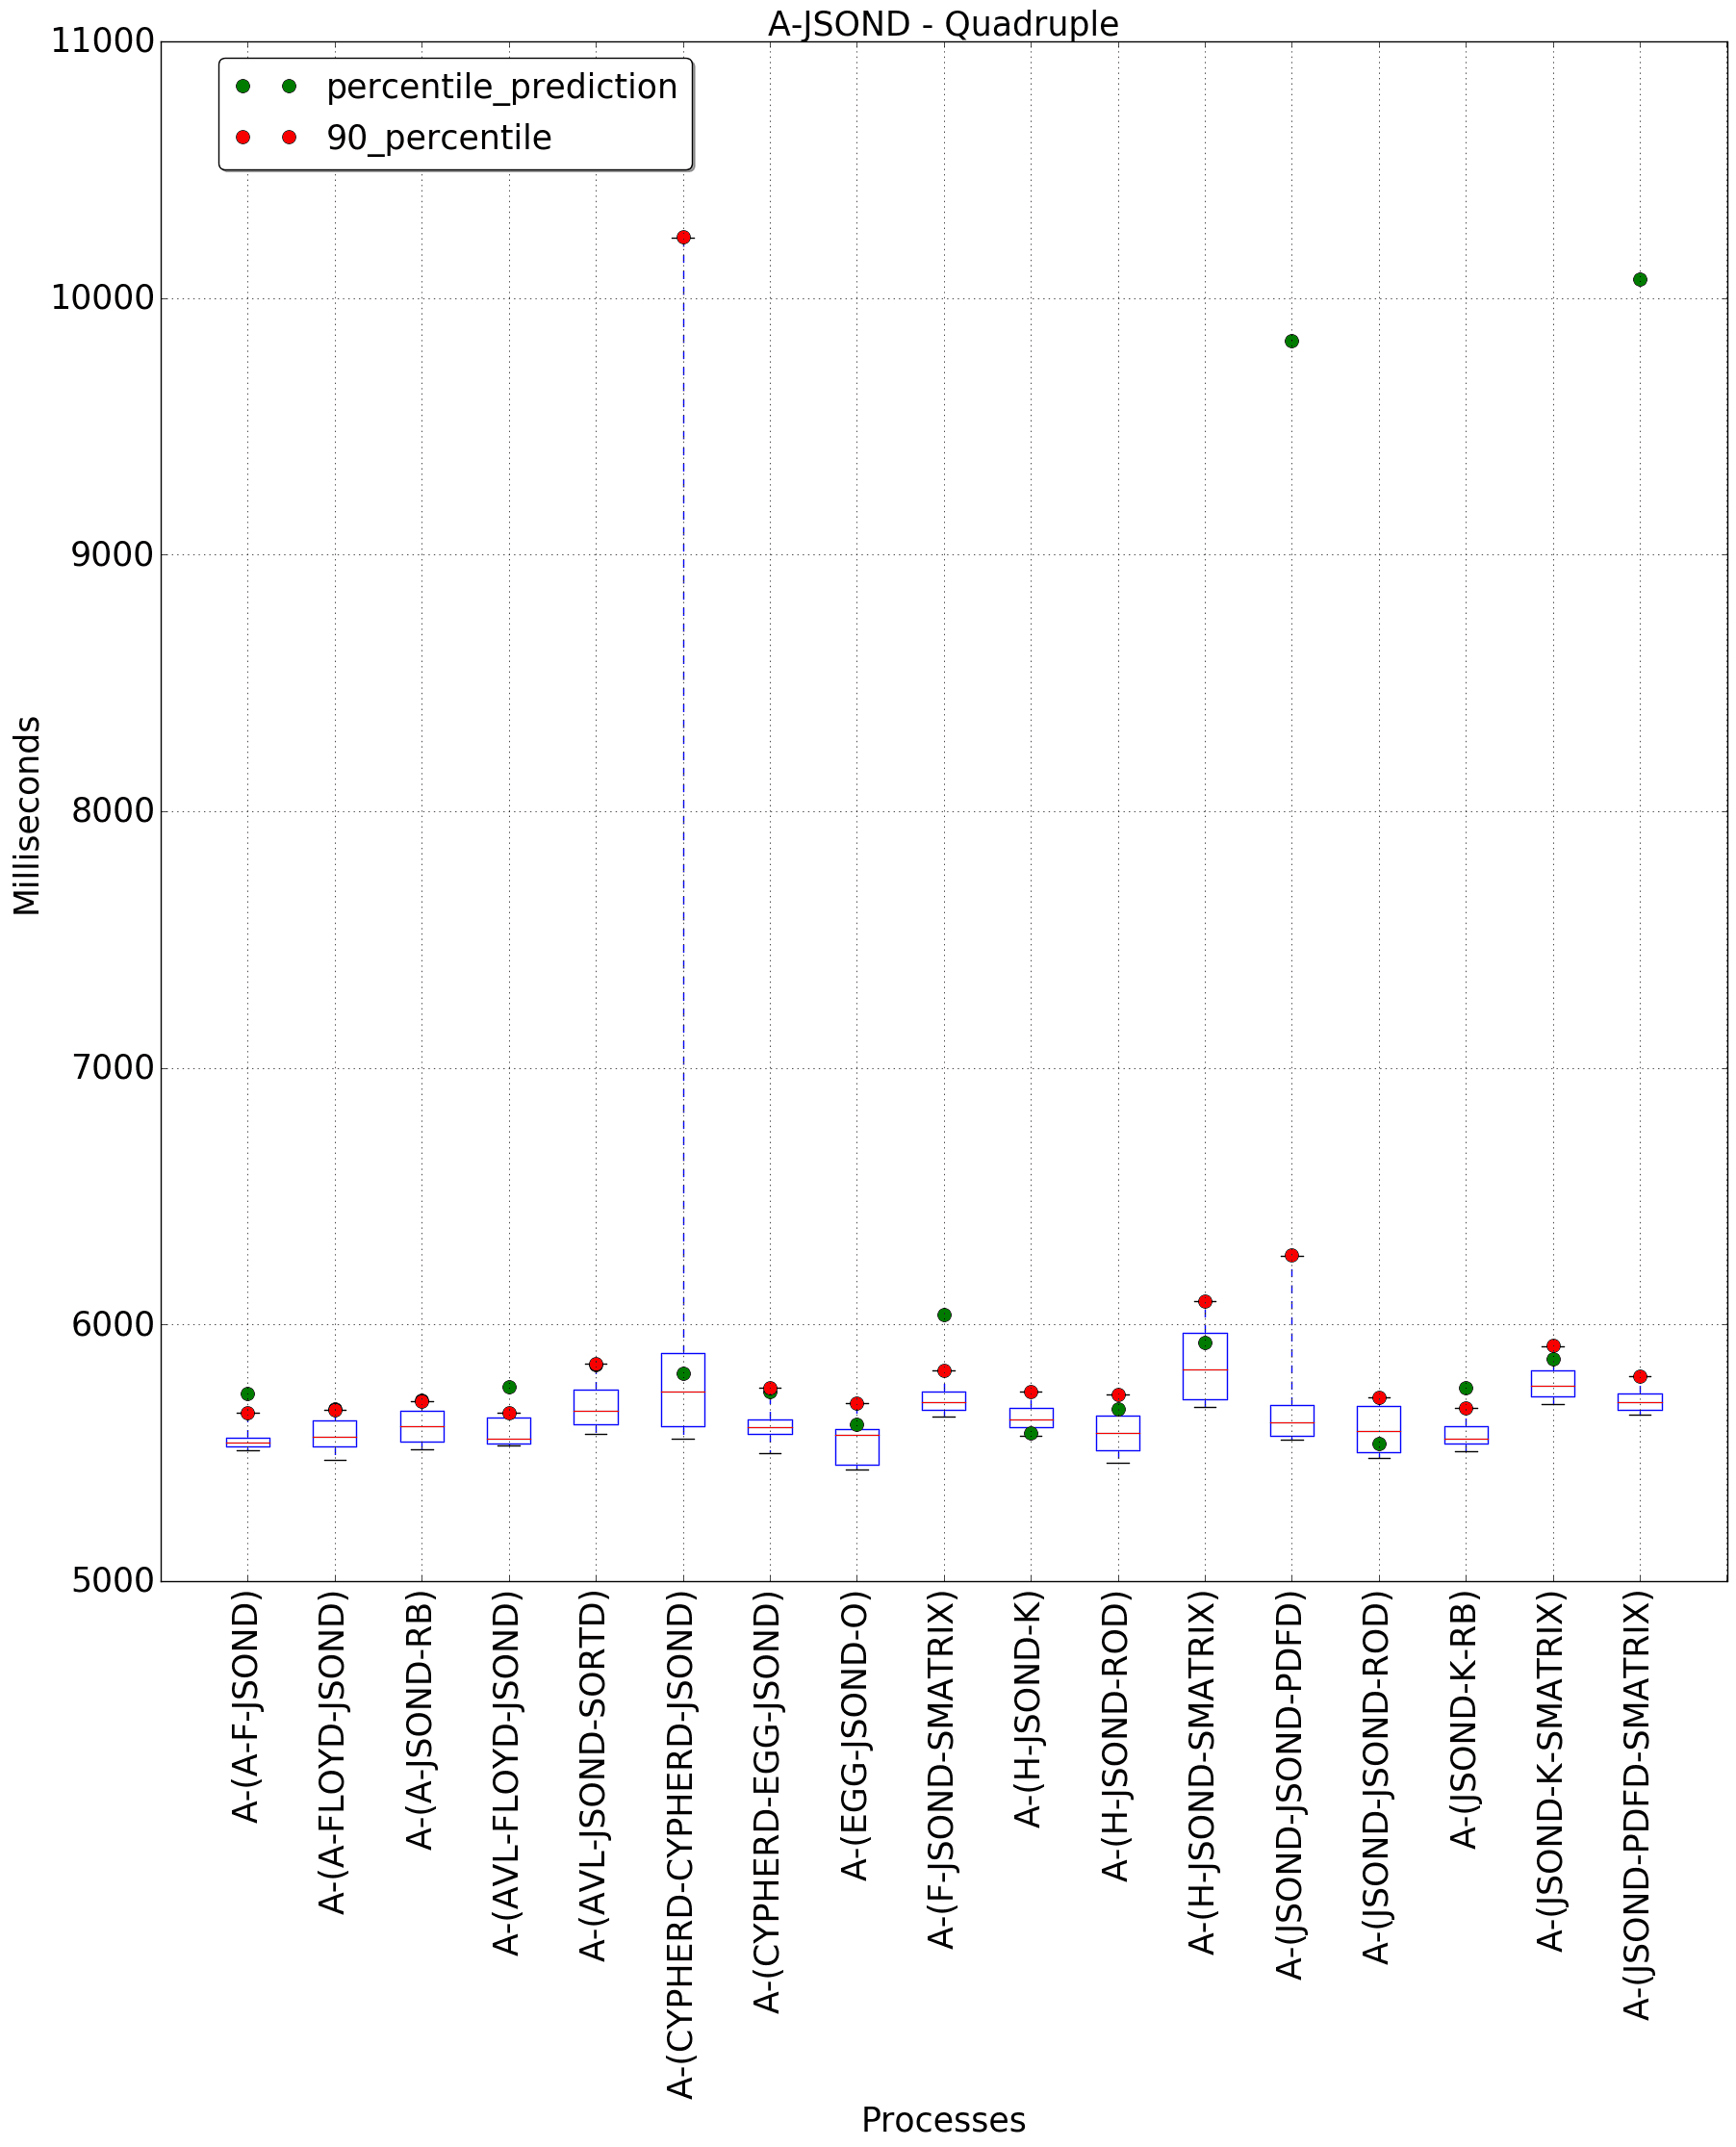 A-JSOND - Quadruple
percentile_prediction
90_percentile
11000
10000
9000
8000
7000
6000
5000
Milliseconds
A-(A-F-JSOND)
A-(A-FLOYD-JSOND)
A-(A-JSOND-RB)
A-(AVL-FLOYD-JSOND)
A-(AVL-JSOND-SORTD)
A-(CYPHERD-CYPHERD-JSOND)
A-(CYPHERD-EGG-JSOND)
A-(EGG-JSOND-O)
A-(F-JSOND-SMATRIX)
A-(H-JSOND-K)
A-(H-JSOND-ROD)
A-(H-JSOND-SMATRIX)
A-(JSOND-JSOND-PDFD)
A-(JSOND-JSOND-ROD)
A-(JSOND-K-RB)
A-(JSOND-K-SMATRIX)
A-(JSOND-PDFD-SMATRIX)
Processes